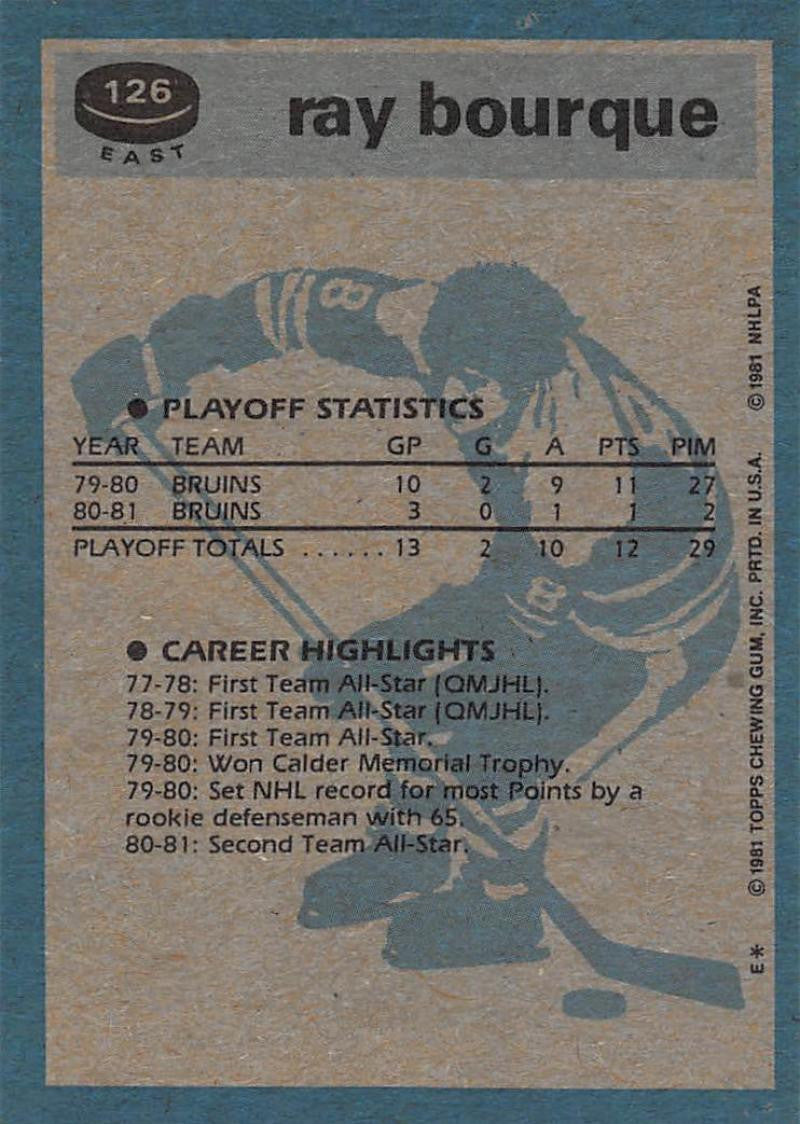 126
EAST
ray bourque
● PLAYOFF STATISTICS
YEAR TEAM GP G A PTS PIM
79-80 BRUINS 10 2 9 11 27
80-81 BRUINS 3 0 1 1 2
PLAYOFF TOTALS ...... 13 2 10 12 29
● CAREER HIGHLIGHTS
77-78: First Team All-Star (QMJHL).
78-79: First Team All-Star (QMJHL).
79-80: First Team All-Star.
79-80: Won Calder Memorial Trophy.
79-80: Set NHL record for most Points by a
rookie defenseman with 65.
80-81: Second Team All-Star.
8
8
E* © 1981 TOPPS CHEWING GUM, INC. PRTD. IN U.S.A. © 1981 NHLPA